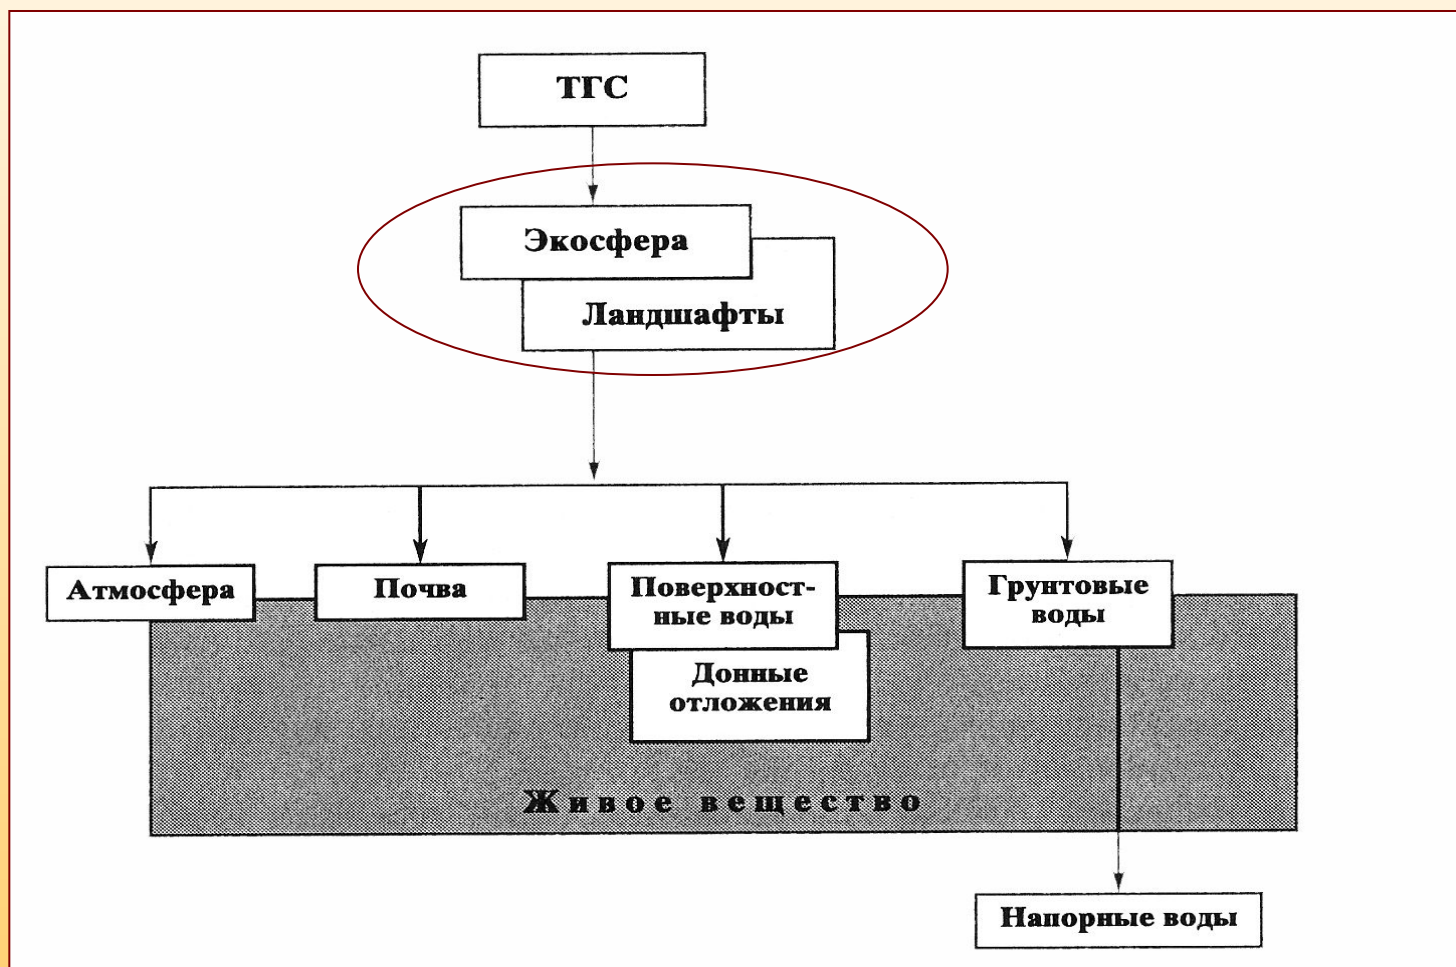 ТГС
Экосфера
Ландшафты
Атмосфера
Почва
Поверхност-
ные воды
Грунтовые
воды
Донные
отложения
Живое вещество
Напорные воды